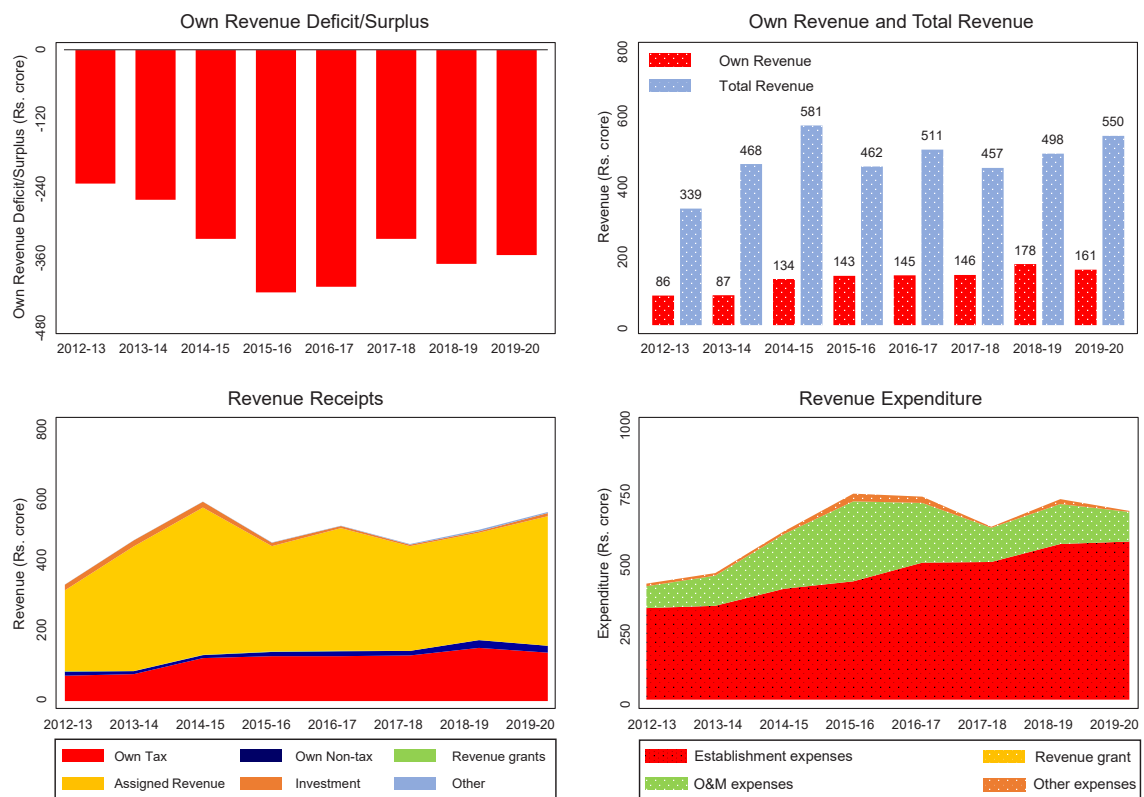 Own Revenue Deficit/Surplus
Own Revenue Deficit/Surplus (Rs. crore)
0
-120
-240
-360
-480
2012-13 2013-14 2014-15 2015-16 2016-17 2017-18 2018-19 2019-20
Own Revenue and Total Revenue
Revenue (Rs. crore)
800
600
400
200
0
Own Revenue
Total Revenue
86 339 87 468 134 581 143 462 145 511 146 457 178 498 161 550
2012-13 2013-14 2014-15 2015-16 2016-17 2017-18 2018-19 2019-20
Revenue Receipts
Revenue (Rs. crore)
800
600
400
200
0
2012-13 2013-14 2014-15 2015-16 2016-17 2017-18 2018-19 2019-20
Own Tax Own Non-tax Revenue grants
Assigned Revenue Investment Other
Revenue Expenditure
Expenditure (Rs. crore)
1000
750
500
250
0
2012-13 2013-14 2014-15 2015-16 2016-17 2017-18 2018-19 2019-20
Establishment expenses Revenue grant
O&M expenses Other expenses